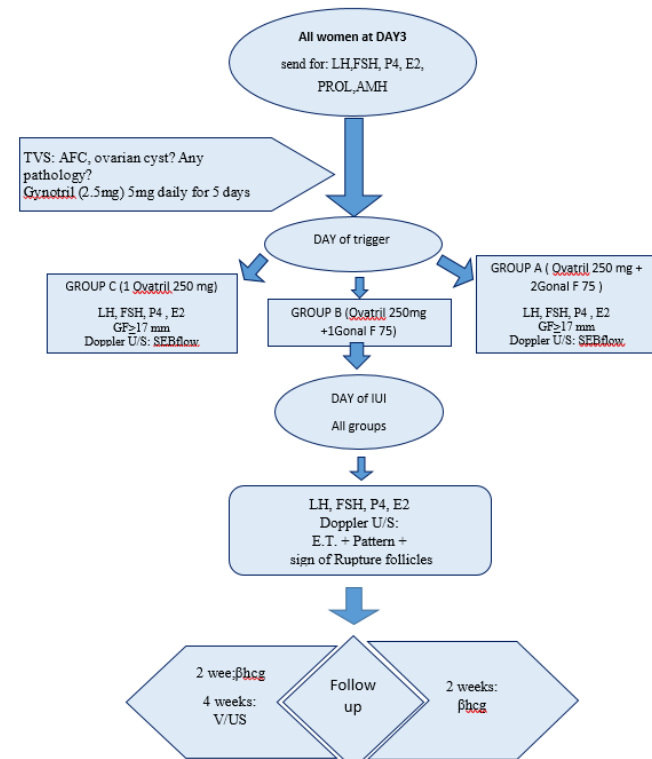 All women at DAY3
send for: LH,FSH, P4, E2,
PROL,AMH
TVS: AFC, ovarian cyst? Any
pathology?
Gynotril (2.5mg) 5mg daily for 5 days
DAY of trigger
GROUP C (1 Ovatril 250 mg)
LH, FSH, P4 , E2
GF≥17 mm
Doppler U/S: SEBflow
GROUP B (Ovatril 250mg
+1Gonal F 75)
GROUP A ( Ovatril 250 mg +
2Gonal F 75 )
LH, FSH, P4 , E2
GF≥17 mm
Doppler U/S: SEBflow
DAY of IUI
All groups
LH, FSH, P4, E2
Doppler U/S:
E.T. + Pattern +
sign of Rupture follicles
2 wee;βhcg
4 weeks:
V/US
Follow
up
2 weeks:
βhcg